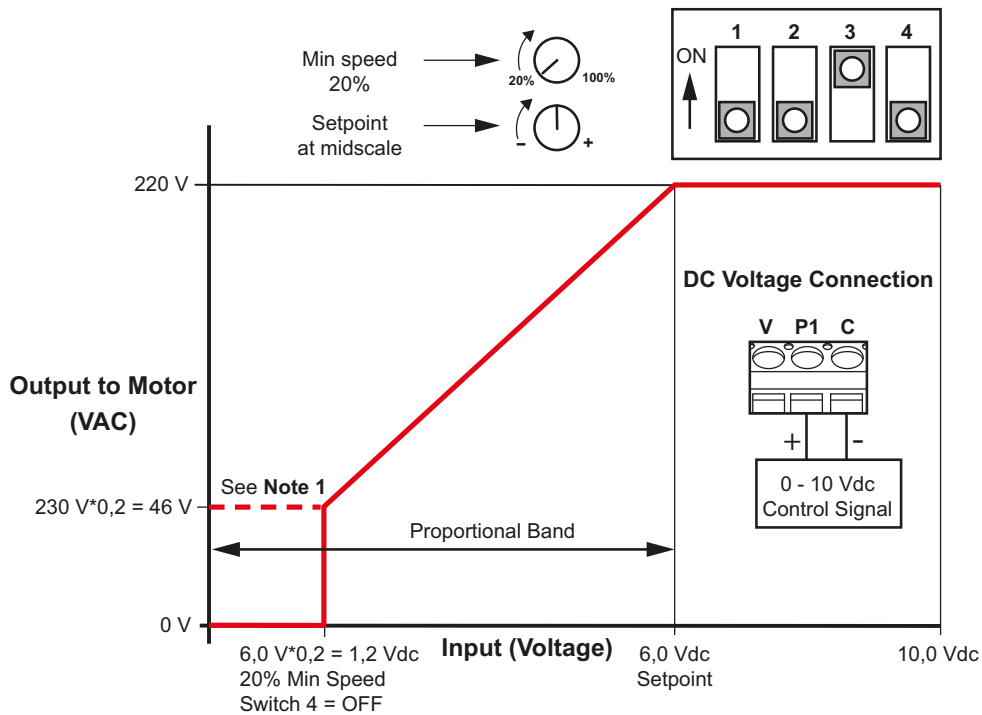 Min speed
20%
20%
100%
Setpoint
at midscale
-
+
1 2 3 4
ON
220 V
DC Voltage Connection
V P1 C
+ -
0 - 10 Vdc
Control Signal
Output to Motor
(VAC)
See Note 1
230 V*0,2 = 46 V
Proportional Band
0 V
Input (Voltage)
6,0 V*0,2 = 1,2 Vdc
20% Min Speed
Switch 4 = OFF
6,0 Vdc
Setpoint
10,0 Vdc